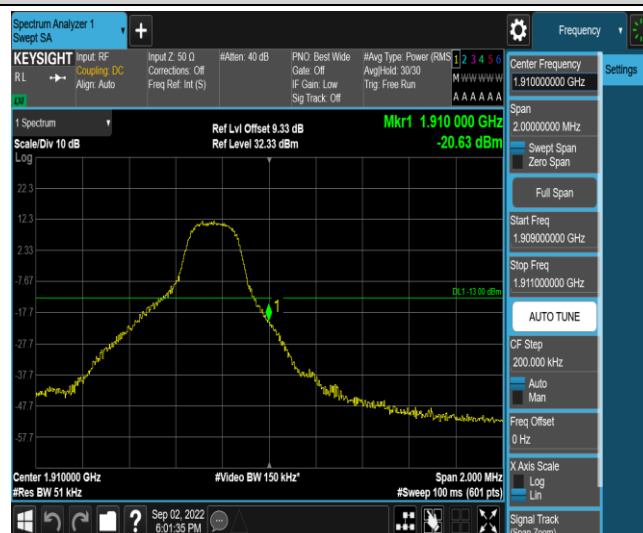 Spectrum Analyzer 1
Swept SA
Frequency
KEYSIGHT
RL
Input: RF
Coupling: DC
Align: Auto
Input Z: 50 Ω
Corrections: Off
Freq Ref: Int (S)
#Atten: 40 dB
PNO: Best Wide
Gate: Off
IF Gain: Low
Sig Track: Off
#Avg Type: Power (RMS
Avg|Hold: 30/30
Trig: Free Run
1 2 3 4 5 6
M W W W W W
A A A A A A
LXI
1 Spectrum
Scale/Div 10 dB
Log
Ref Lvl Offset 9.33 dB
Ref Level 32.33 dBm
Mkr1 1.910 000 GHz
-20.63 dBm
22.3
12.3
2.33
-7.67
-17.7
-27.7
-37.7
-47.7
-57.7
DL1 -13.00 dBm
1
Center 1.910000 GHz
#Res BW 51 kHz
#Video BW 150 kHz*
Span 2.000 MHz
#Sweep 100 ms (601 pts)
Sep 02, 2022
6:01:35 PM
?
Center Frequency
1.910000000 GHz
Settings
Span
2.00000000 MHz
Swept Span
Zero Span
Full Span
Start Freq
1.909000000 GHz
Stop Freq
1.911000000 GHz
AUTO TUNE
CF Step
200.000 kHz
Auto
Man
Freq Offset
0 Hz
X Axis Scale
Log
Lin
Signal Track
(Span Zoom)